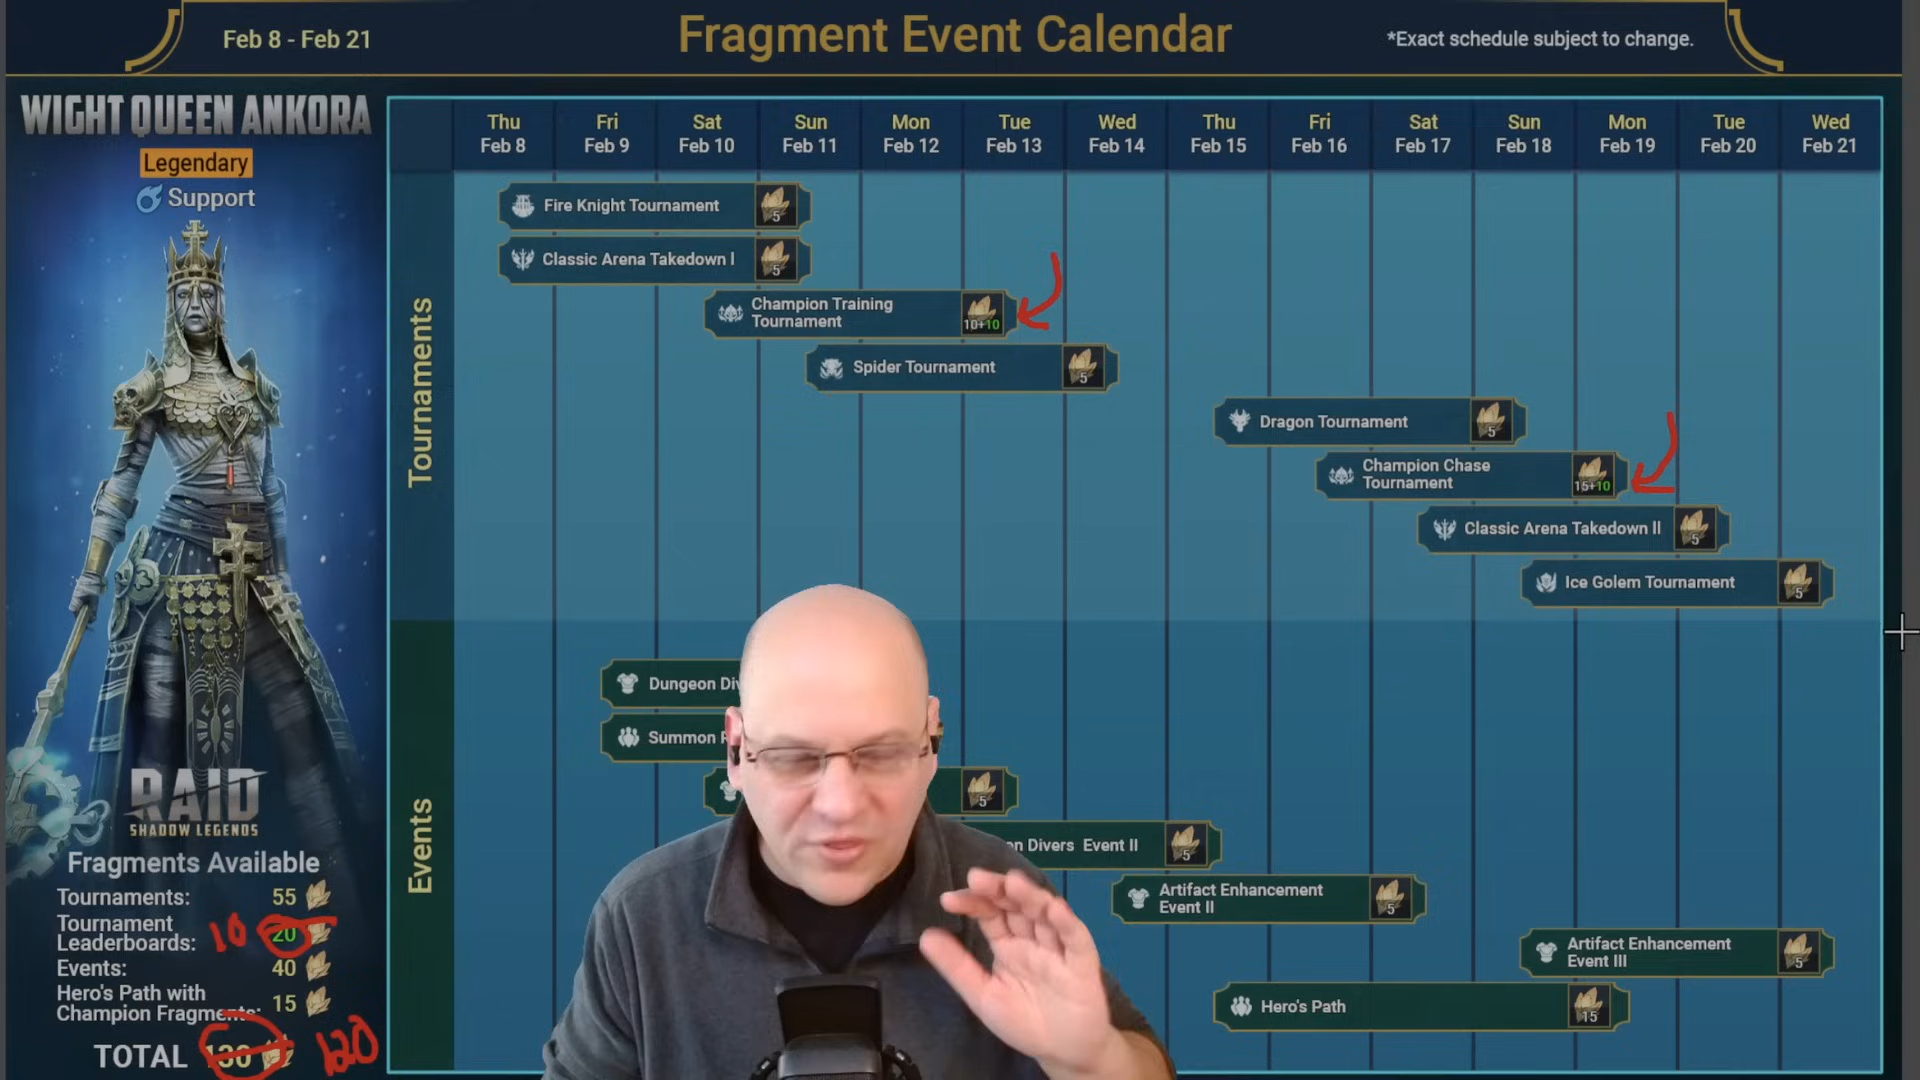 Feb 8 - Feb 21
Fragment Event Calendar
*Exact schedule subject to change.
WIGHT QUEEN ANKORA
Legendary
Support
Thu Fri Sat Sun Mon Tue Wed Thu Fri Sat Sun Mon Tue Wed
Feb 8 Feb 9 Feb 10 Feb 11 Feb 12 Feb 13 Feb 14 Feb 15 Feb 16 Feb 17 Feb 18 Feb 19 Feb 20 Feb 21
Tournaments
Fire Knight Tournament 5
Classic Arena Takedown I 5
Champion Training
Tournament 10+10
Spider Tournament 5
Dragon Tournament 5
Champion Chase
Tournament 15+10
Classic Arena Takedown II 5
Ice Golem Tournament 5
Events
Dungeon Div
Summon
5
on Divers Event II 5
Artifact Enhancement
Event II 5
Artifact Enhancement
Event III 5
Hero's Path 15
RAID
SHADOW LEGENDS
Fragments Available
Tournaments: 55
Tournament
Leaderboards: 10 20
Events: 40
Hero's Path with
Champion Fragments: 15
TOTAL 130 120